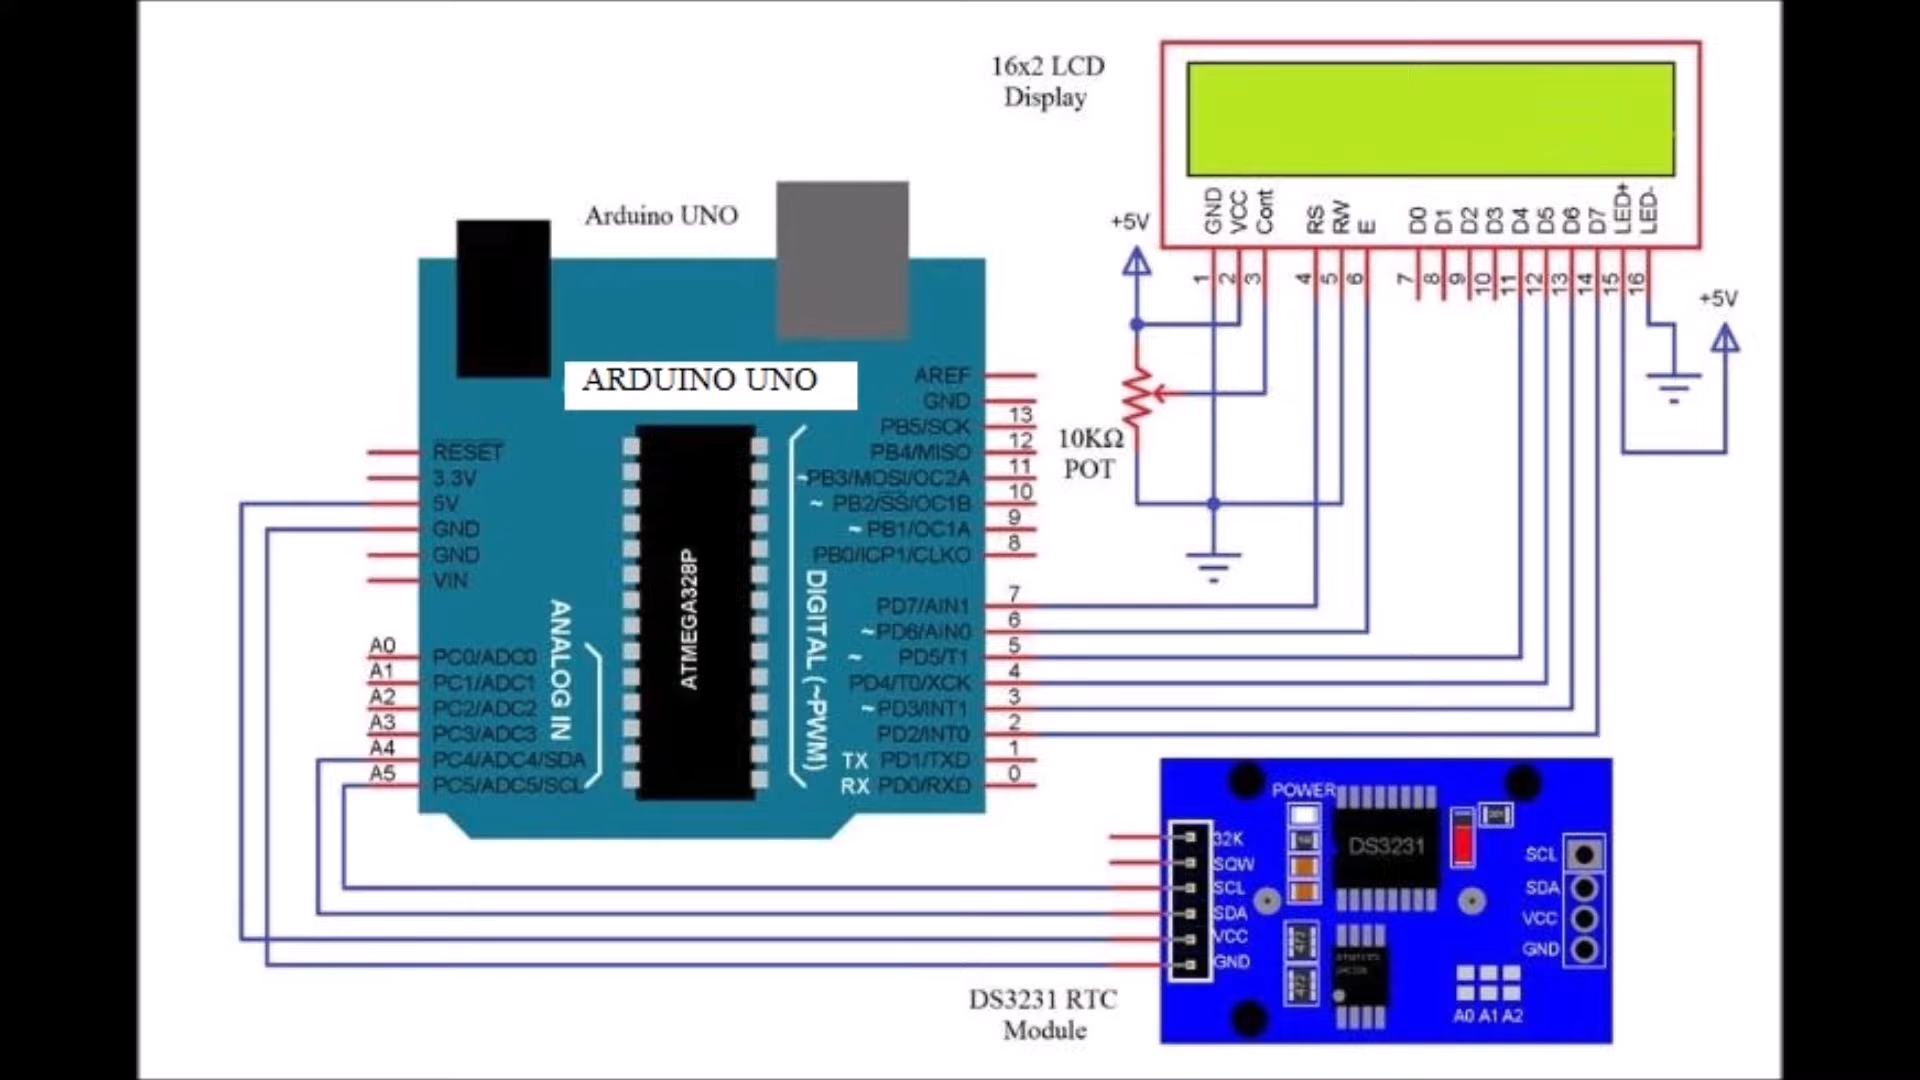 16x2 LCD
Display
Arduino UNO
ARDUINO UNO
+5V
GND
VCC
Cont
RS
RW
E
D0
D1
D2
D3
D4
D5
D6
D7
LED+
LED-
1
2
3
4
5
6
7
8
9
10
11
12
13
14
15
16
+5V
10KΩ
POT
RESET
3.3V
5V
GND
GND
VIN
A0 PC0/ADC0
A1 PC1/ADC1
A2 PC2/ADC2
A3 PC3/ADC3
A4 PC4/ADC4/SDA
A5 PC5/ADC5/SCL
ANALOG IN
ATMEGA328P
DIGITAL (~PWM)
AREF
GND
PB5/SCK 13
PB4/MISO 12
~PB3/MOSI/OC2A 11
~ PB2/SS/OC1B 10
~ PB1/OC1A 9
PB0/ICP1/CLKO 8
PD7/AIN1 7
~PD6/AIN0 6
~ PD5/T1 5
PD4/T0/XCK 4
~PD3/INT1 3
PD2/INT0 2
TX PD1/TXD 1
RX PD0/RXD 0
POWER
DS3231
32K
SQW
SCL
SDA
VCC
GND
472
472
SCL
SDA
VCC
GND
A0 A1 A2
DS3231 RTC
Module